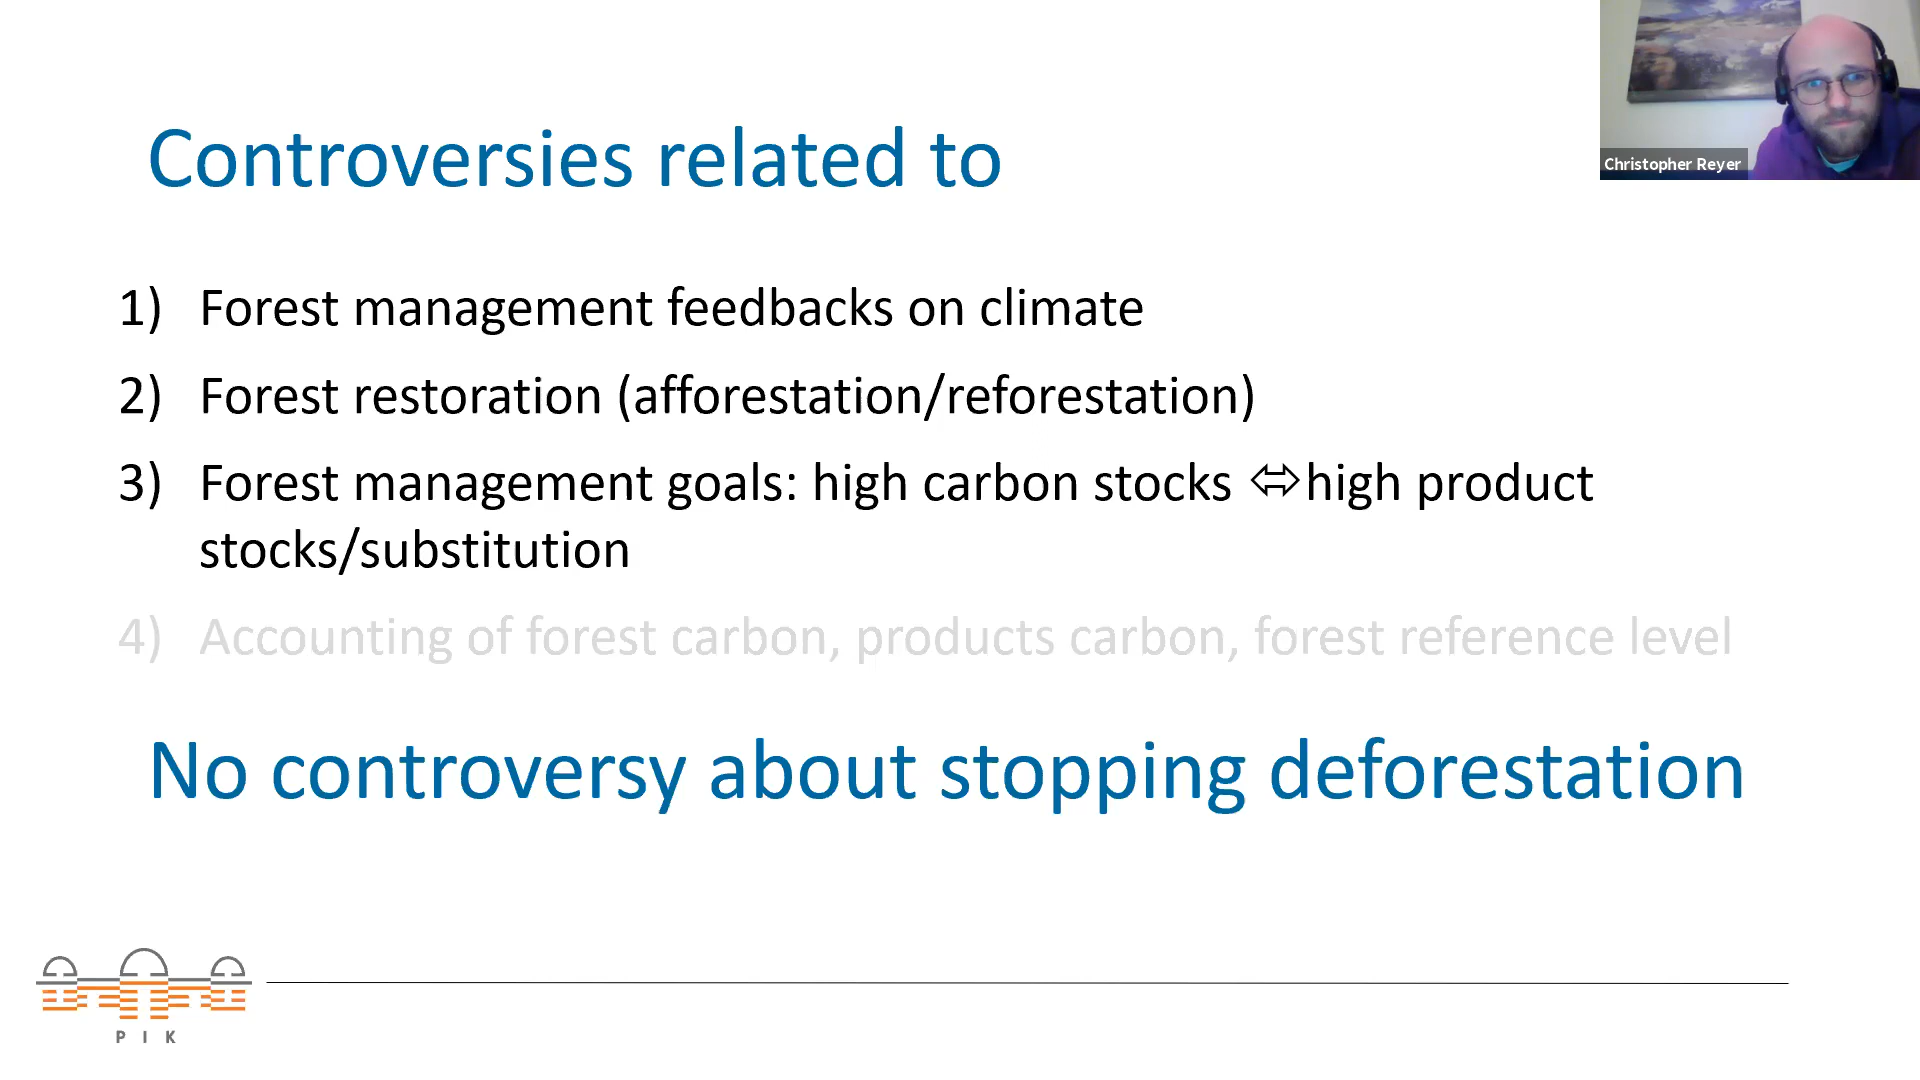 Christopher Reyer
Controversies related to
1) Forest management feedbacks on climate
2) Forest restoration (afforestation/reforestation)
3) Forest management goals: high carbon stocks ⬄high product
stocks/substitution
4) Accounting of forest carbon, products carbon, forest reference level
No controversy about stopping deforestation
P I K